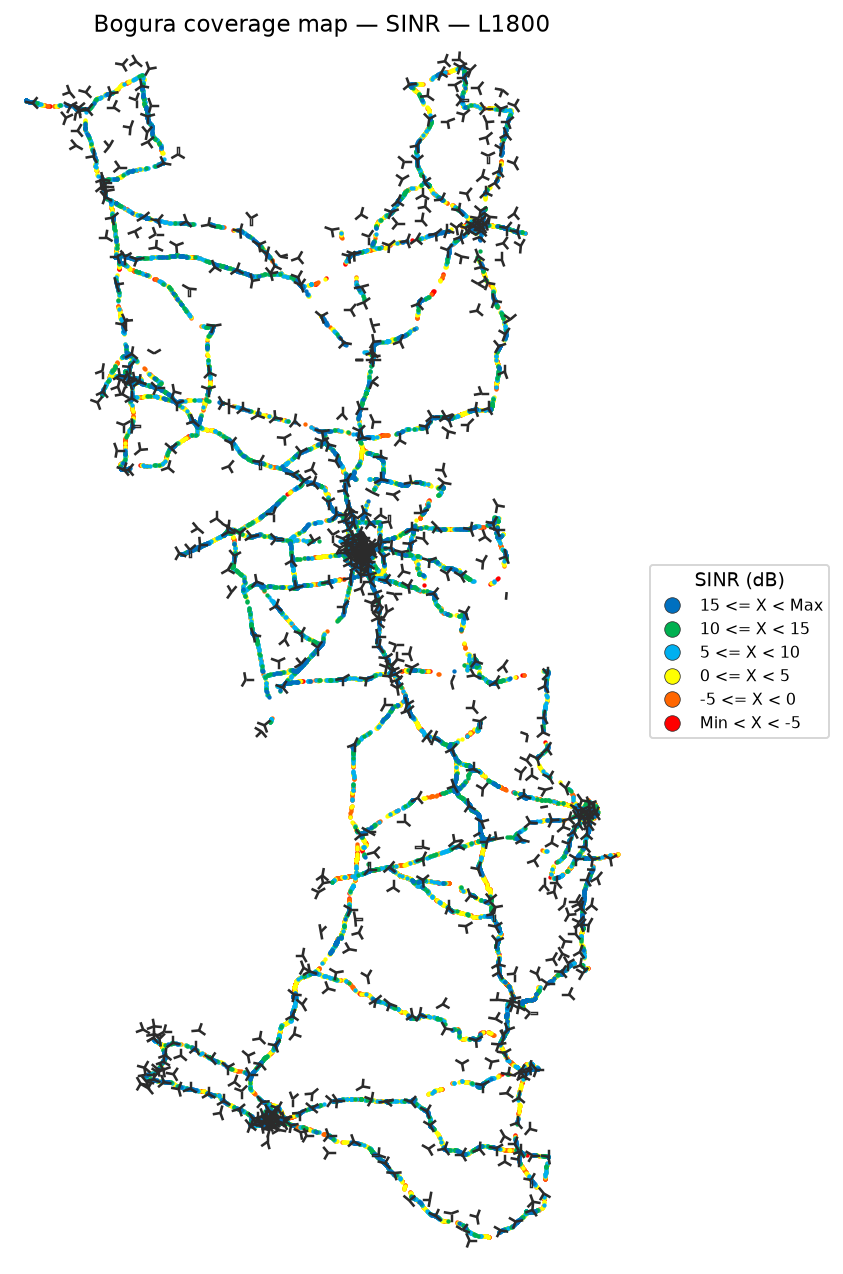 Bogura coverage map — SINR — L1800
SINR (dB)
15 <= X < Max
10 <= X < 15
5 <= X < 10
0 <= X < 5
-5 <= X < 0
Min < X < -5